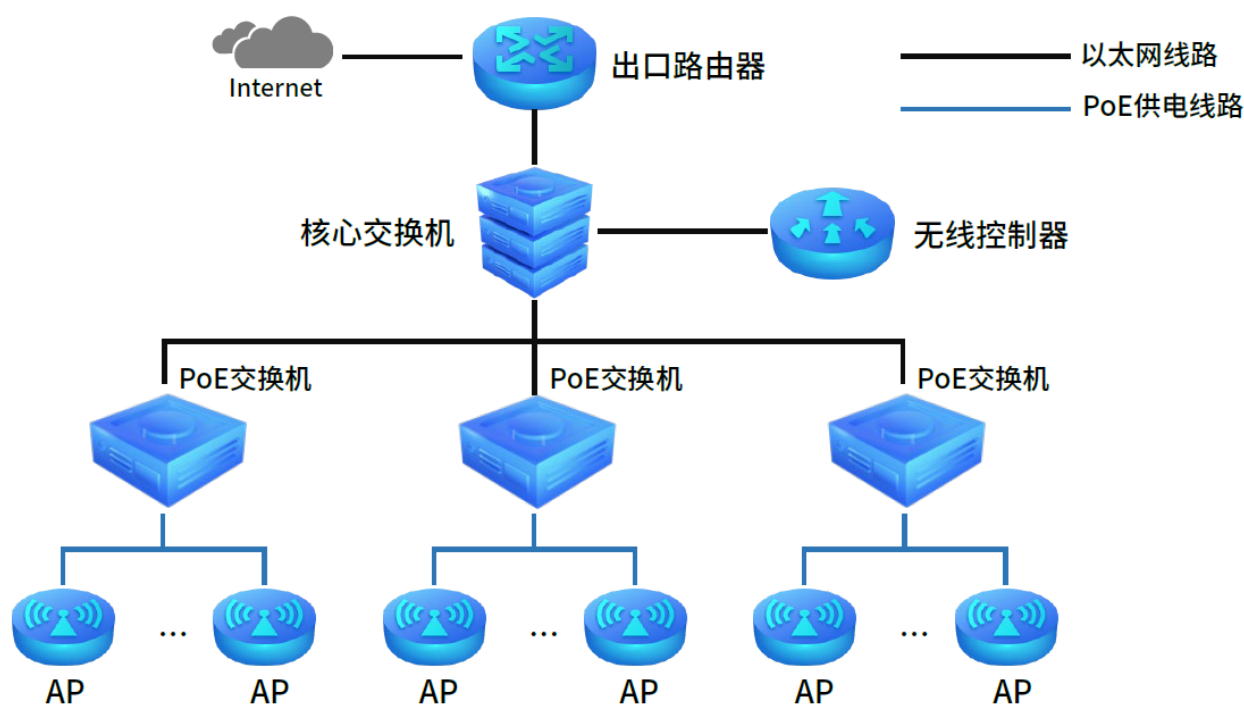 Internet
出口路由器
以太网线路
PoE供电线路
核心交换机
无线控制器
PoE交换机
PoE交换机
PoE交换机
...
...
...
AP
AP
AP
AP
AP
AP